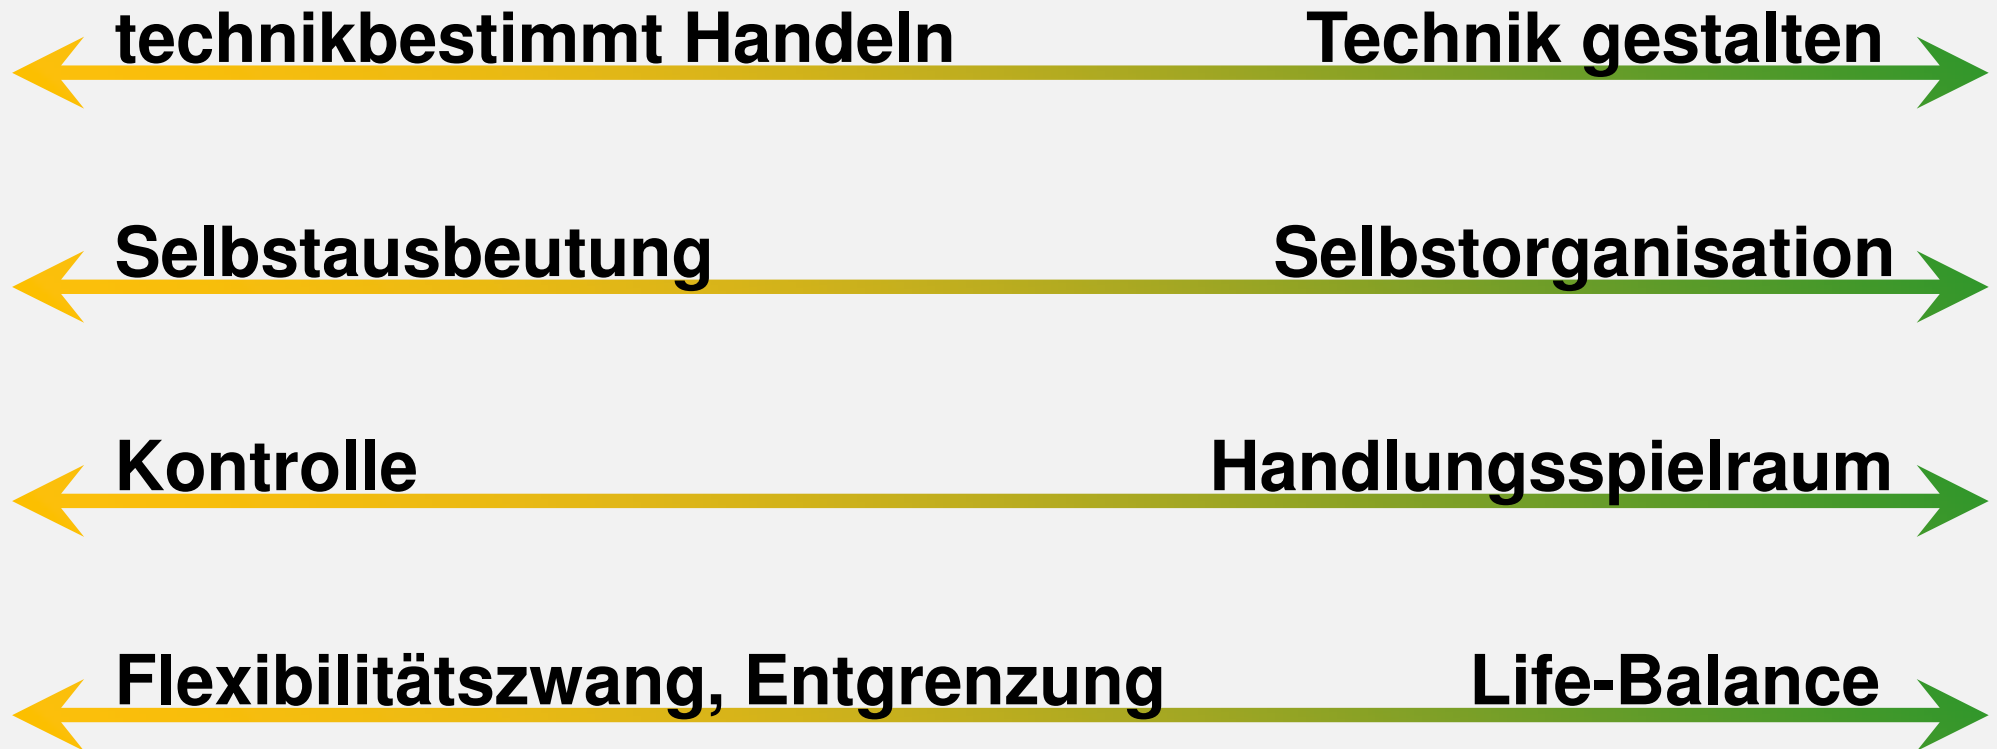 technikbestimmt Handeln Technik gestalten
Selbstausbeutung Selbstorganisation
Kontrolle Handlungsspielraum
Flexibilitätszwang, Entgrenzung Life-Balance